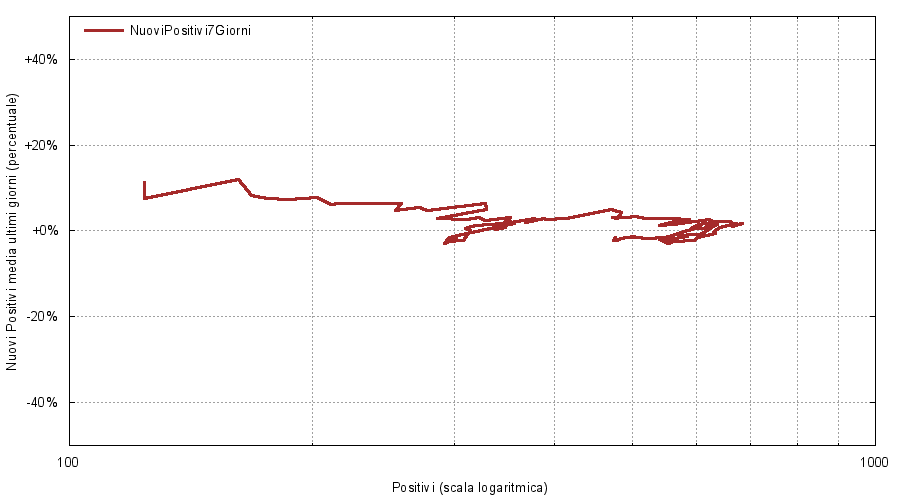 NuoviPositivi7Giorni
+40%
+20%
+0%
-20%
-40%
Nuovi Positivi media ultimi giorni (percentuale)
100
1000
Positivi (scala logaritmica)